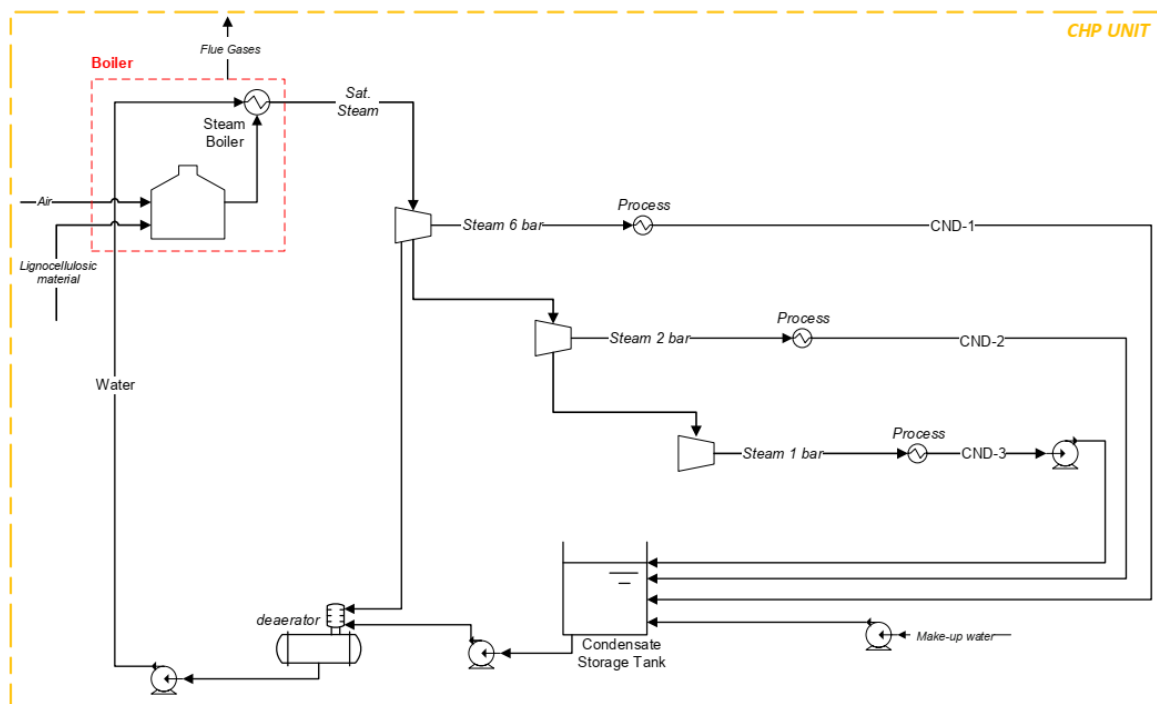 CHP UNIT
Flue Gases
Boiler
Sat.
Steam
Steam
Boiler
Air
Process
Steam 6 bar
CND-1
Lignocellulosic
material
Process
Steam 2 bar
CND-2
Water
Process
Steam 1 bar
CND-3
deaerator
Make-up water
Condensate
Storage Tank